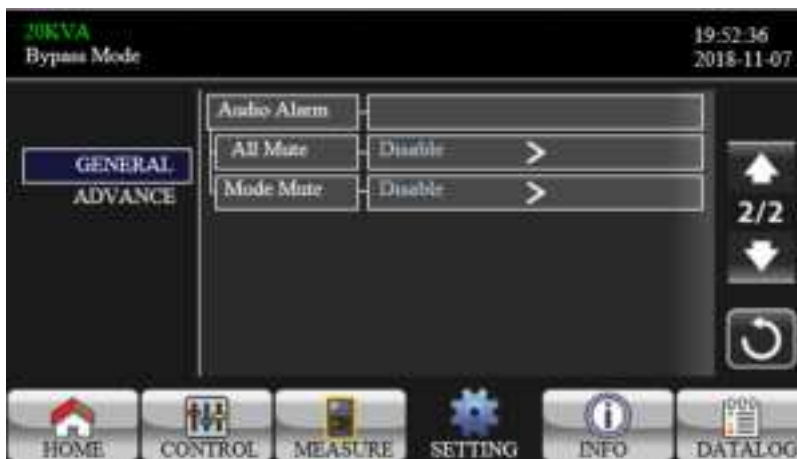 20KVA
Bypass Mode
19:52:36
2018-11-07
GENERAL
ADVANCE
Audio Alarm
All Mute Disable >
Mode Mute Disable >
2/2
HOME CONTROL MEASURE SETTING INFO DATALOG